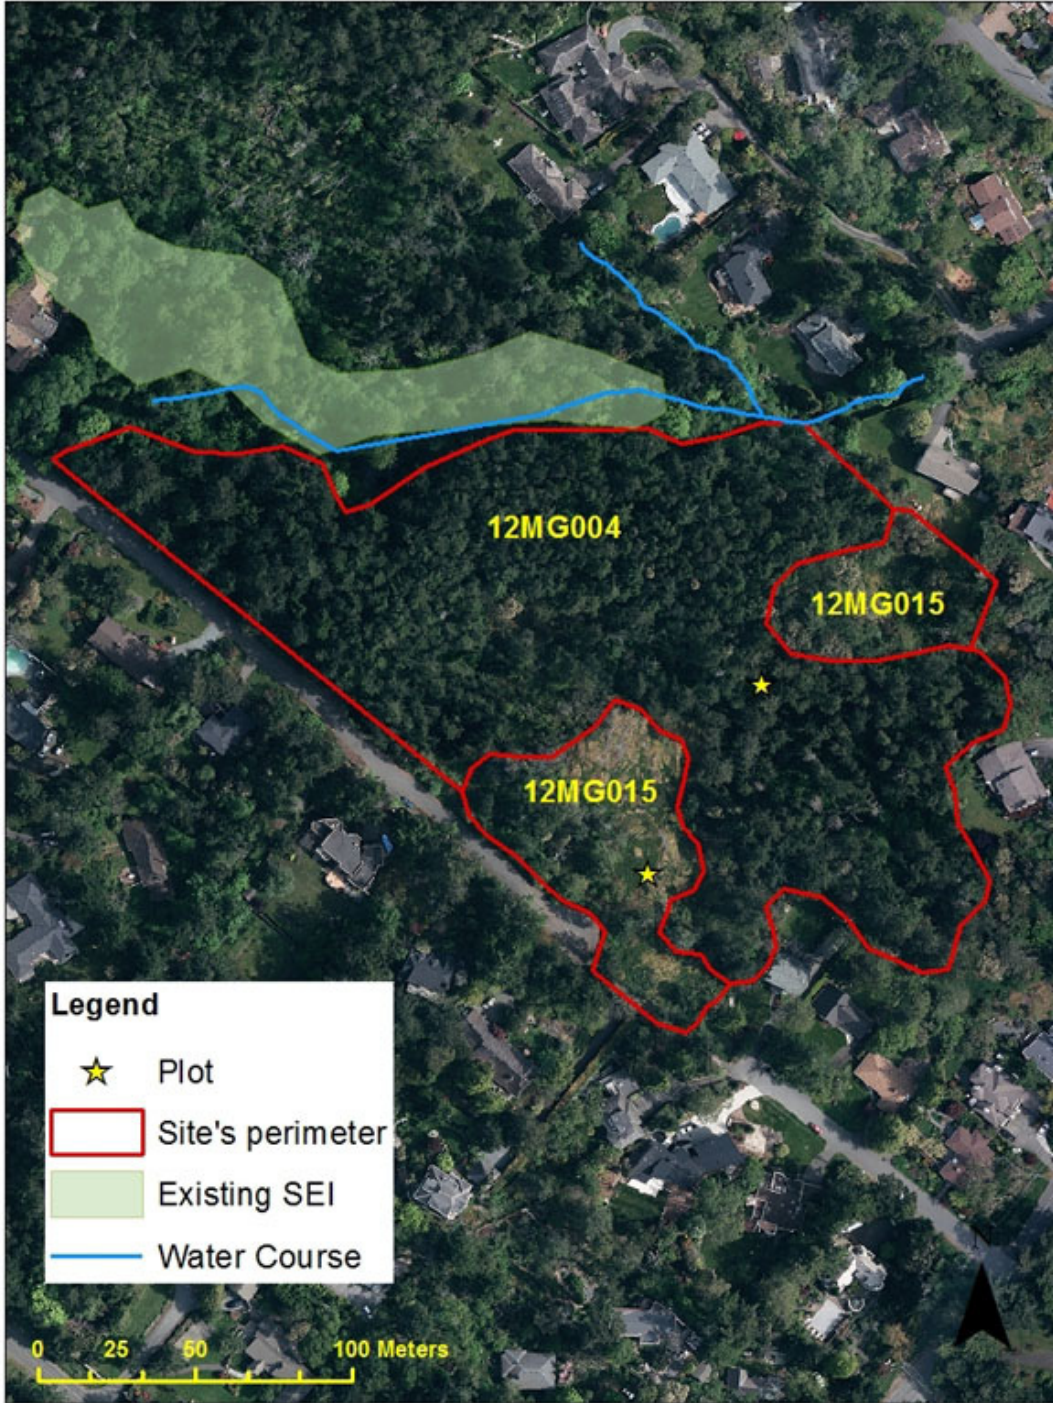 12MG004
12MG015
12MG015
Legend
Plot
Site's perimeter
Existing SEI
Water Course
N
0 25 50 100 Meters